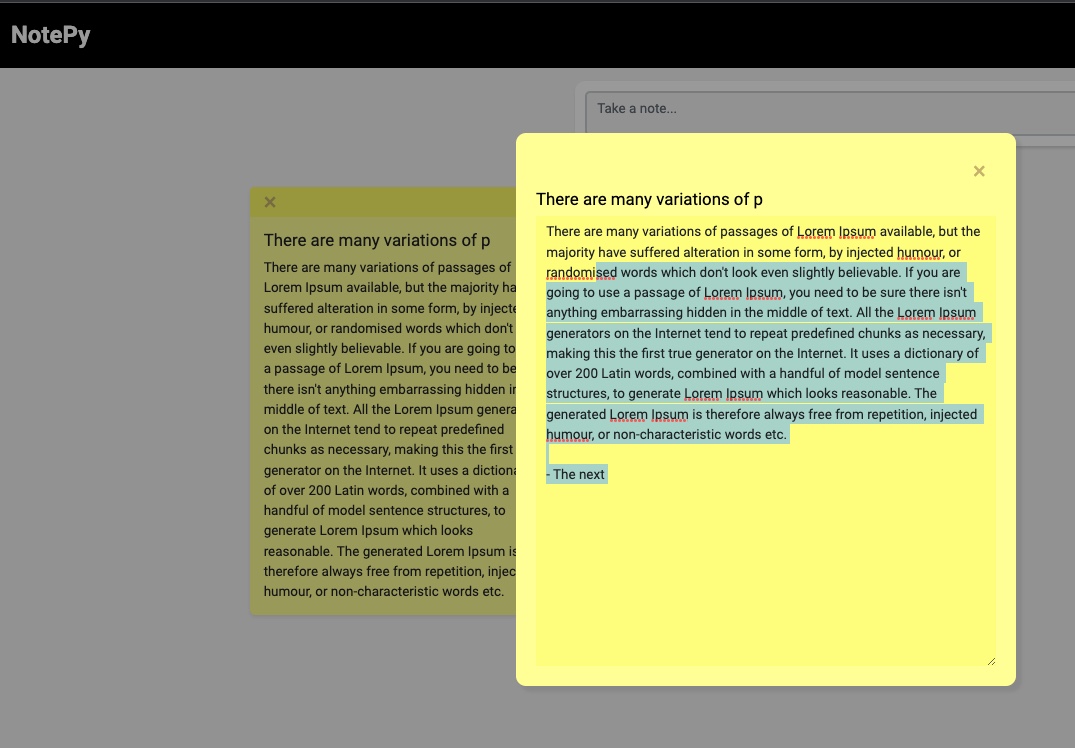 NotePy
Take a note...
×
There are many variations of p
There are many variations of passages of
Lorem Ipsum available, but the majority ha
suffered alteration in some form, by injecte
humour, or randomised words which don't
even slightly believable. If you are going to
a passage of Lorem Ipsum, you need to be
there isn't anything embarrassing hidden in
middle of text. All the Lorem Ipsum genera
on the Internet tend to repeat predefined
chunks as necessary, making this the first
generator on the Internet. It uses a dictiona
of over 200 Latin words, combined with a
handful of model sentence structures, to
generate Lorem Ipsum which looks
reasonable. The generated Lorem Ipsum is
therefore always free from repetition, injec
humour, or non-characteristic words etc.
×
There are many variations of p
There are many variations of passages of Lorem Ipsum available, but the
majority have suffered alteration in some form, by injected humour, or
randomised words which don't look even slightly believable. If you are
going to use a passage of Lorem Ipsum, you need to be sure there isn't
anything embarrassing hidden in the middle of text. All the Lorem Ipsum
generators on the Internet tend to repeat predefined chunks as necessary,
making this the first true generator on the Internet. It uses a dictionary of
over 200 Latin words, combined with a handful of model sentence
structures, to generate Lorem Ipsum which looks reasonable. The
generated Lorem Ipsum is therefore always free from repetition, injected
humour, or non-characteristic words etc.
- The next